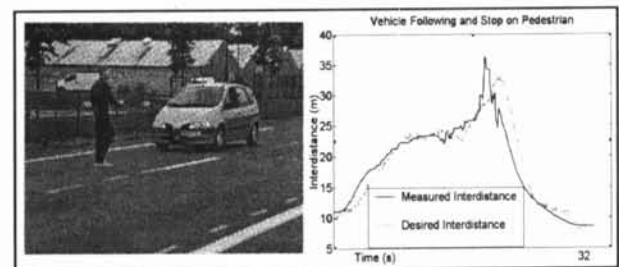 Vehicle Following and Stop on Pedestrian
40
35
30
25
20
15
10
5
Interdistance (m)
Measured Interdistance
Desired Interdistance
Time (s)
32